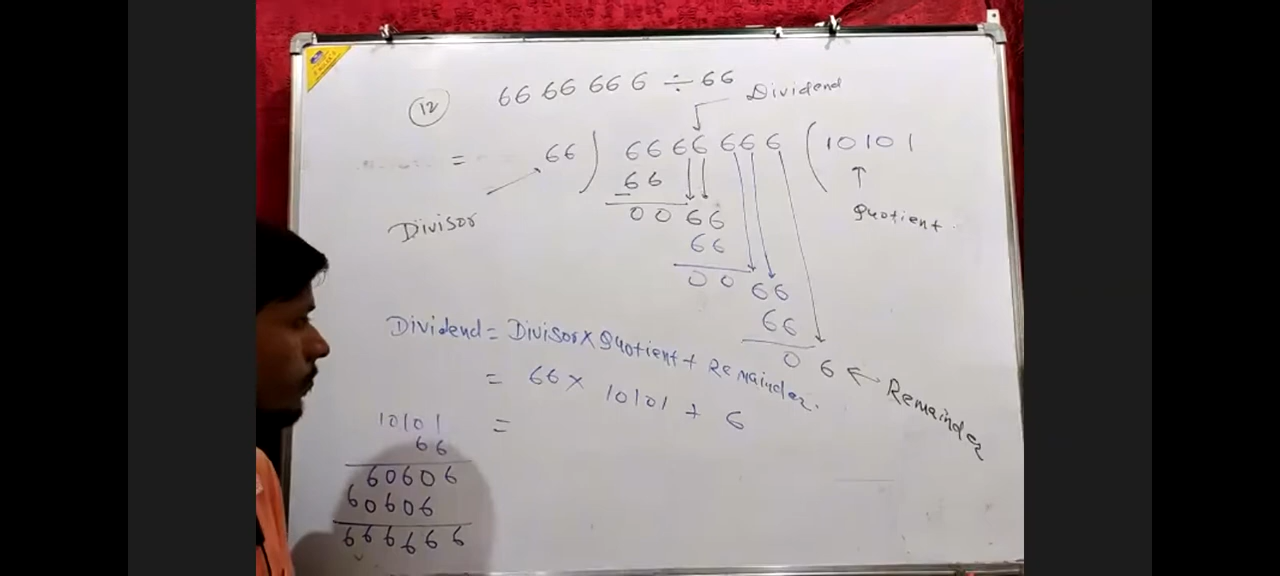 12 66 66 66 6 ÷ 66
Dividend
= 66 ) 66 66 66 6 ( 10101
66
Divisor
Quotient.
00 66
66
00 66
66
0 6 ← Remainder
Dividend = Divisor × Quotient + Remainder.
= 66 × 10101 + 6
=
10101
66
60606
60606
666666